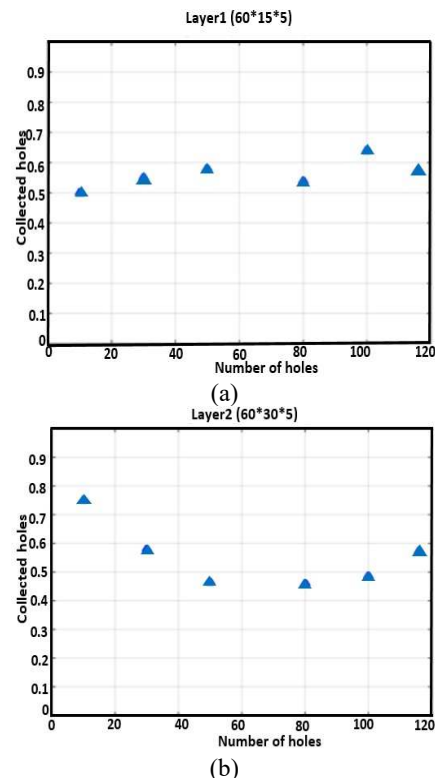 Layer1 (60*15*5)
0.9
0.8
0.7
0.6
0.5
0.4
0.3
0.2
0.1
0
Collected holes
0 20 40 60 80 100 120
Number of holes
(a)
Layer2 (60*30*5)
0.9
0.8
0.7
0.6
0.5
0.4
0.3
0.2
0.1
0
Collected holes
0 20 40 60 80 100 120
Number of holes
(b)